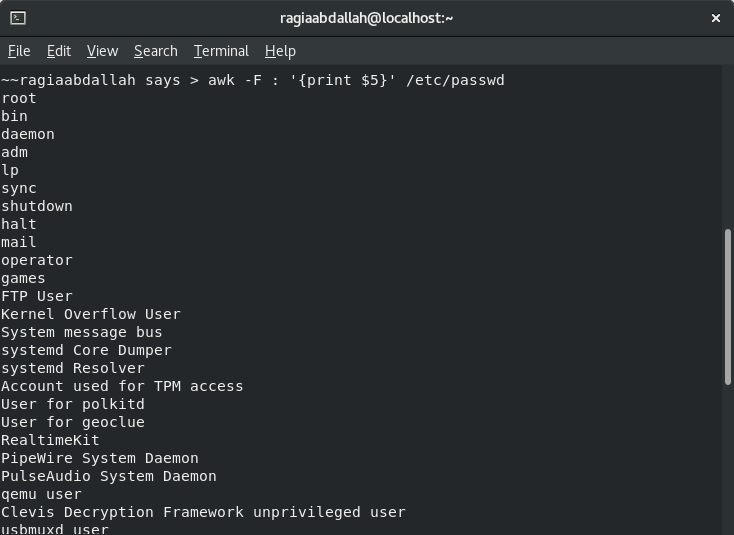 ragiaabdallah@localhost:~
File Edit View Search Terminal Help
~~ragiaabdallah says > awk -F : '{print $5}' /etc/passwd
root
bin
daemon
adm
lp
sync
shutdown
halt
mail
operator
games
FTP User
Kernel Overflow User
System message bus
systemd Core Dumper
systemd Resolver
Account used for TPM access
User for polkitd
User for geoclue
RealtimeKit
PipeWire System Daemon
PulseAudio System Daemon
qemu user
Clevis Decryption Framework unprivileged user
usbmuxd user